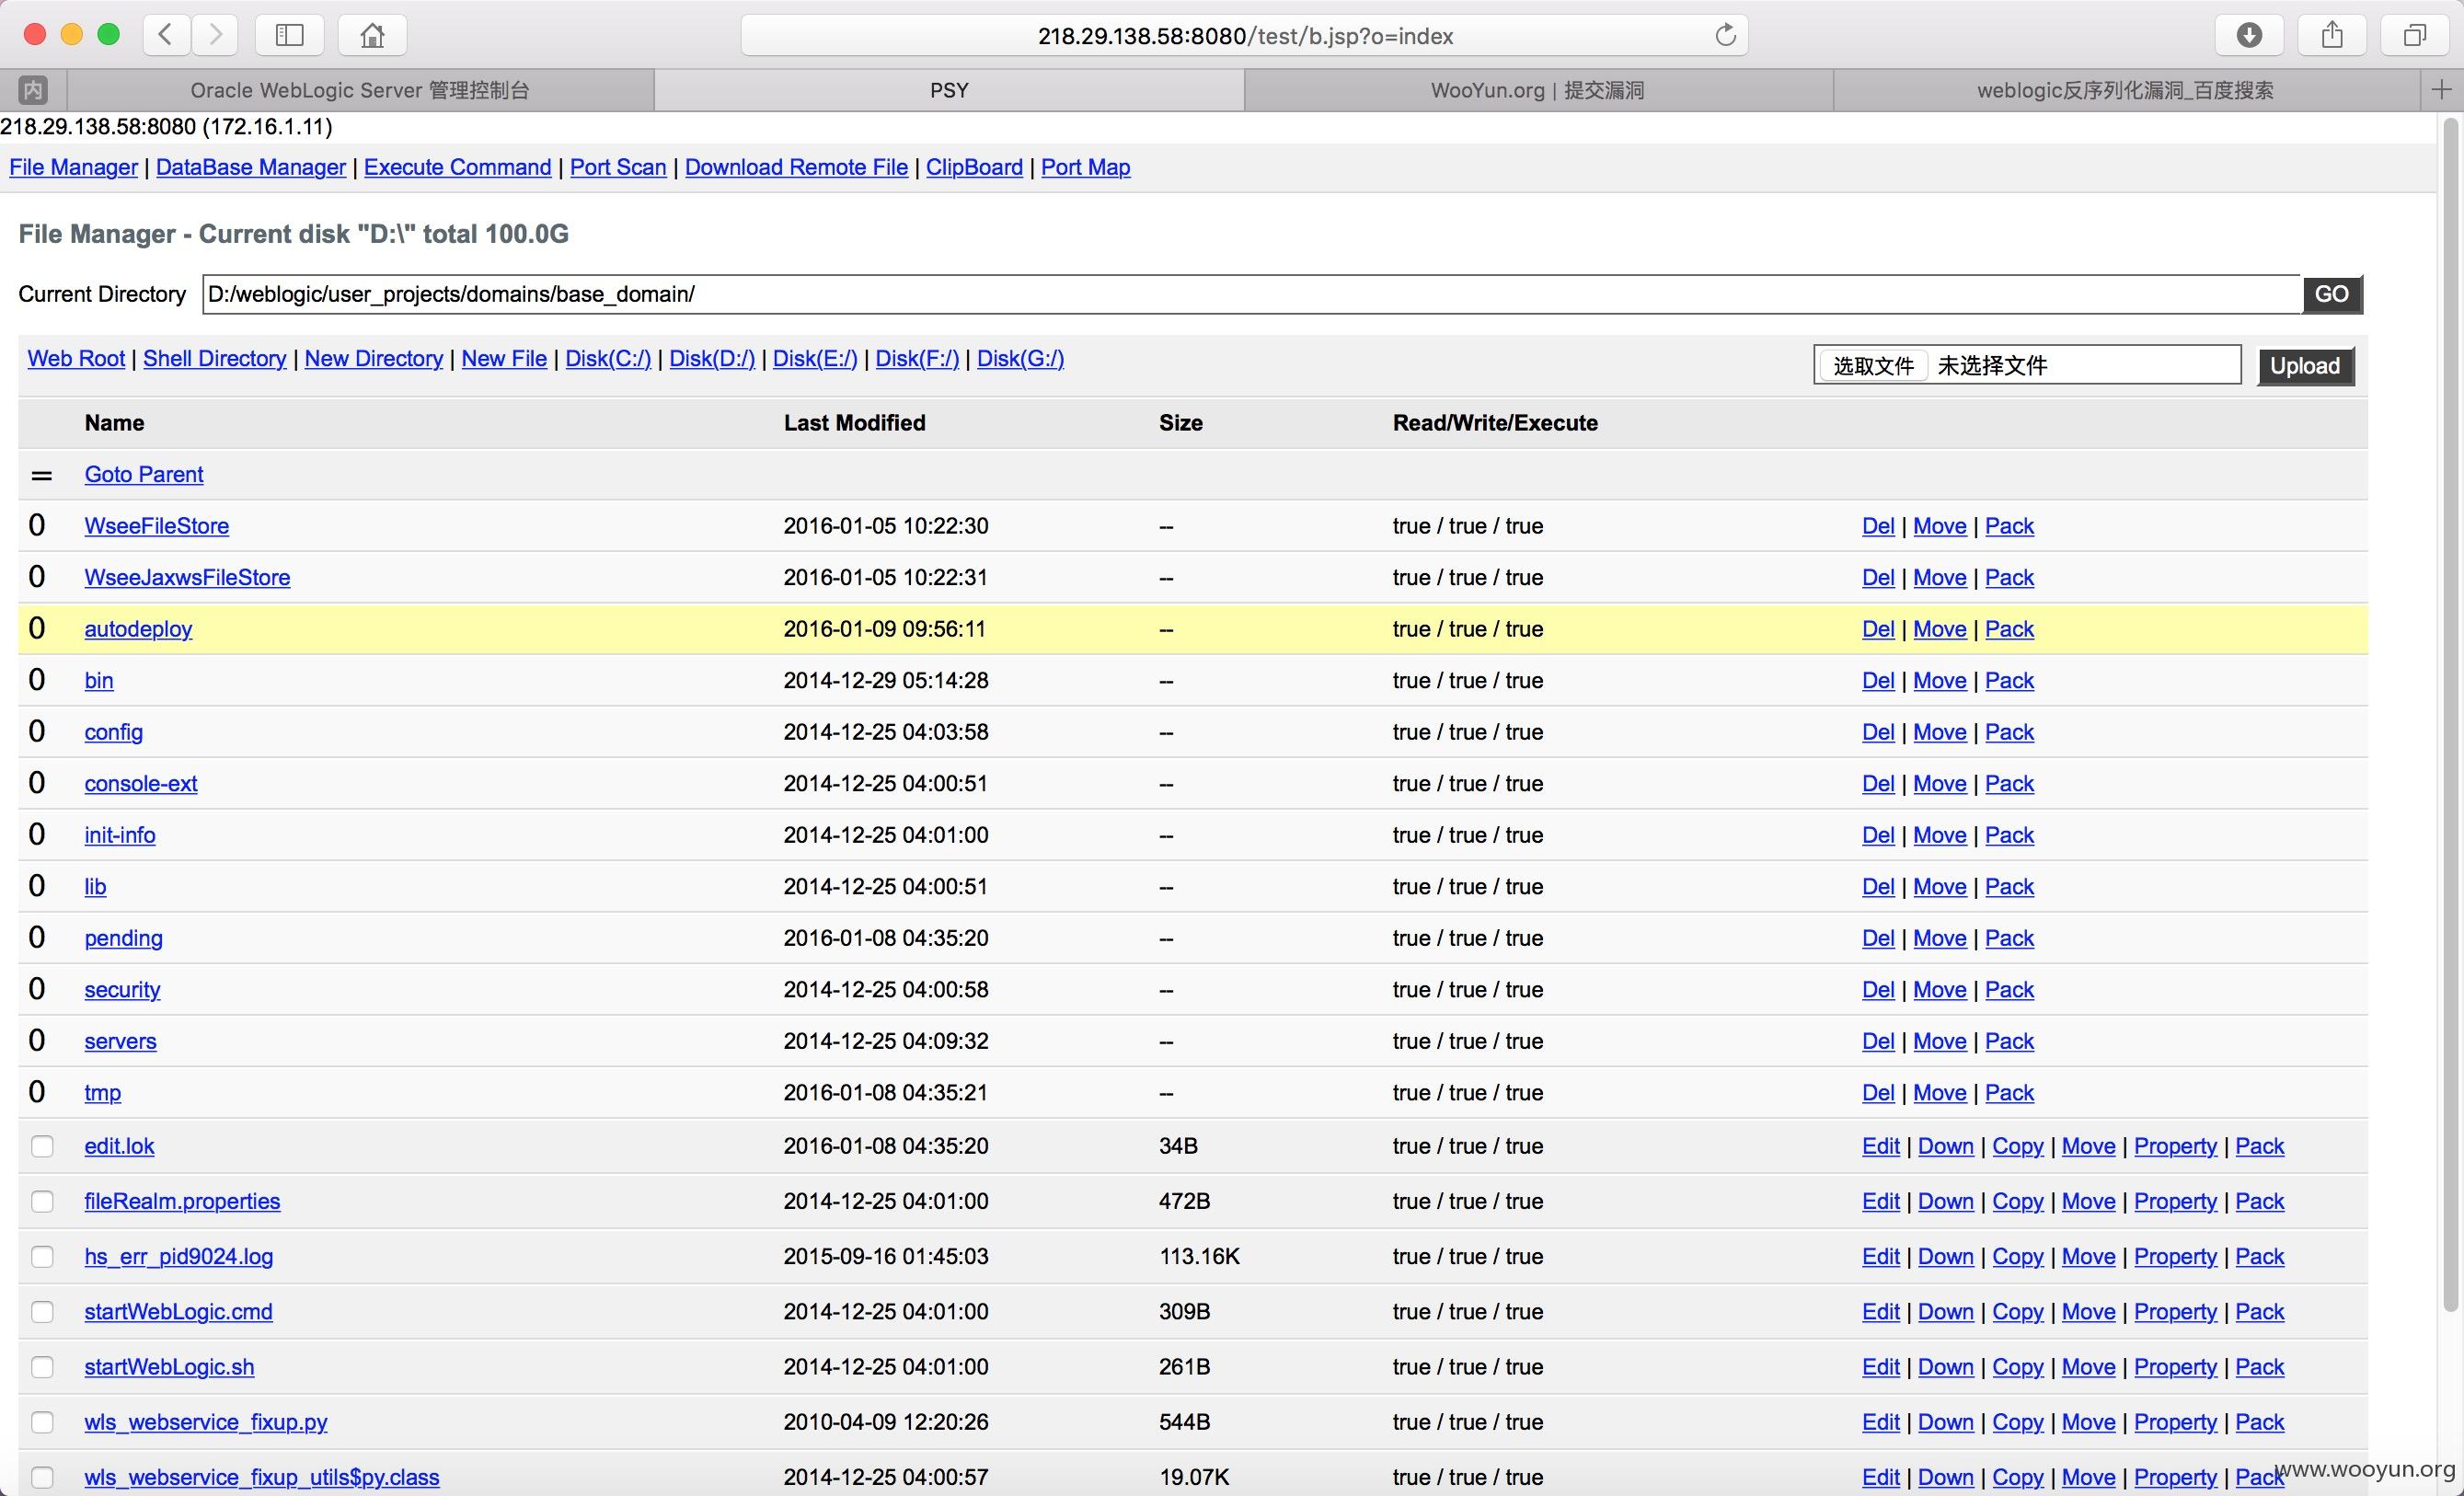 218.29.138.58:8080/test/b.jsp?o=index
内 Oracle WebLogic Server 管理控制台 PSY WooYun.org | 提交漏洞 weblogic反序列化漏洞_百度搜索
218.29.138.58:8080 (172.16.1.11)
File Manager | DataBase Manager | Execute Command | Port Scan | Download Remote File | ClipBoard | Port Map
File Manager - Current disk "D:\" total 100.0G
Current Directory D:/weblogic/user_projects/domains/base_domain/ GO
Web Root | Shell Directory | New Directory | New File | Disk(C:/) | Disk(D:/) | Disk(E:/) | Disk(F:/) | Disk(G:/) 选取文件 未选择文件 Upload
Name Last Modified Size Read/Write/Execute
= Goto Parent
0 WseeFileStore 2016-01-05 10:22:30 -- true / true / true Del | Move | Pack
0 WseeJaxwsFileStore 2016-01-05 10:22:31 -- true / true / true Del | Move | Pack
0 autodeploy 2016-01-09 09:56:11 -- true / true / true Del | Move | Pack
0 bin 2014-12-29 05:14:28 -- true / true / true Del | Move | Pack
0 config 2014-12-25 04:03:58 -- true / true / true Del | Move | Pack
0 console-ext 2014-12-25 04:00:51 -- true / true / true Del | Move | Pack
0 init-info 2014-12-25 04:01:00 -- true / true / true Del | Move | Pack
0 lib 2014-12-25 04:00:51 -- true / true / true Del | Move | Pack
0 pending 2016-01-08 04:35:20 -- true / true / true Del | Move | Pack
0 security 2014-12-25 04:00:58 -- true / true / true Del | Move | Pack
0 servers 2014-12-25 04:09:32 -- true / true / true Del | Move | Pack
0 tmp 2016-01-08 04:35:21 -- true / true / true Del | Move | Pack
edit.lok 2016-01-08 04:35:20 34B true / true / true Edit | Down | Copy | Move | Property | Pack
fileRealm.properties 2014-12-25 04:01:00 472B true / true / true Edit | Down | Copy | Move | Property | Pack
hs_err_pid9024.log 2015-09-16 01:45:03 113.16K true / true / true Edit | Down | Copy | Move | Property | Pack
startWebLogic.cmd 2014-12-25 04:01:00 309B true / true / true Edit | Down | Copy | Move | Property | Pack
startWebLogic.sh 2014-12-25 04:01:00 261B true / true / true Edit | Down | Copy | Move | Property | Pack
wls_webservice_fixup.py 2010-04-09 12:20:26 544B true / true / true Edit | Down | Copy | Move | Property | Pack
wls_webservice_fixup_utils$py.class 2014-12-25 04:00:57 19.07K true / true / true Edit | Down | Copy | Move | Property | Pack
www.wooyun.org